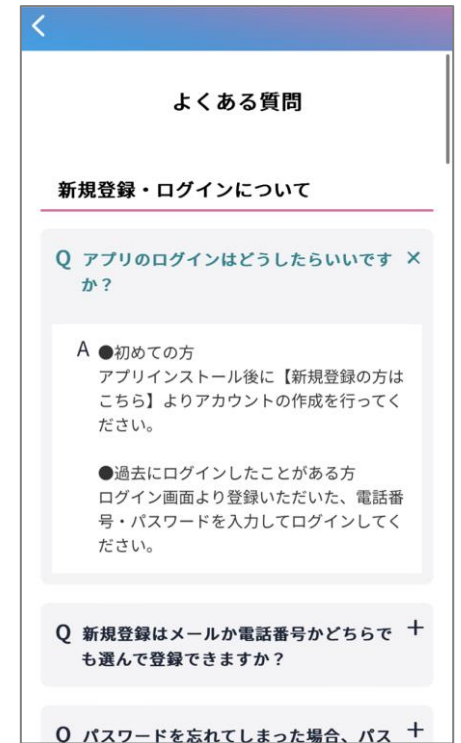 よくある質問
新規登録・ログインについて
Q アプリのログインはどうしたらいいです
か？
A ●初めての方
アプリインストール後に【新規登録の方は
こちら】よりアカウントの作成を行ってく
ださい。
●過去にログインしたことがある方
ログイン画面より登録いただいた、電話番
号・パスワードを入力してログインしてく
ださい。
Q 新規登録はメールか電話番号かどちらで
も選んで登録できますか？
Q パスワードを忘れてしまった場合、パス